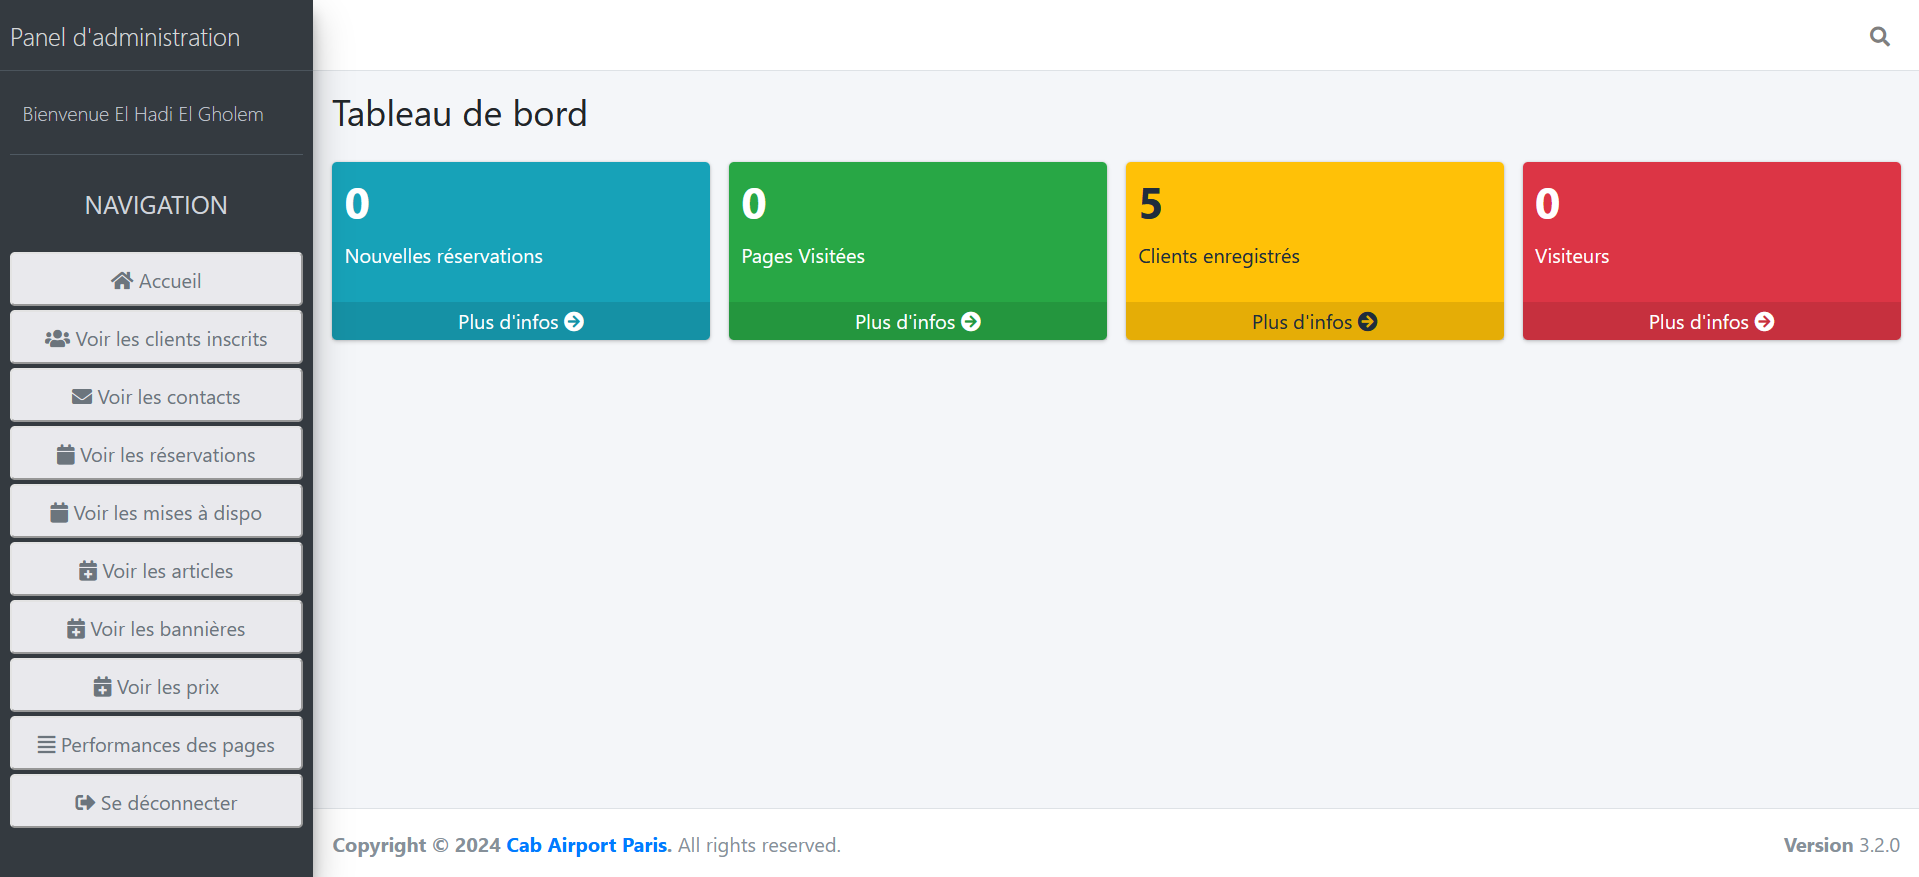 Panel d'administration
Bienvenue El Hadi El Gholem
NAVIGATION
Accueil
Voir les clients inscrits
Voir les contacts
Voir les réservations
Voir les mises à dispo
Voir les articles
Voir les bannières
Voir les prix
Performances des pages
Se déconnecter
Tableau de bord
0
Nouvelles réservations
Plus d'infos
0
Pages Visitées
Plus d'infos
5
Clients enregistrés
Plus d'infos
0
Visiteurs
Plus d'infos
Copyright © 2024 Cab Airport Paris. All rights reserved.
Version 3.2.0